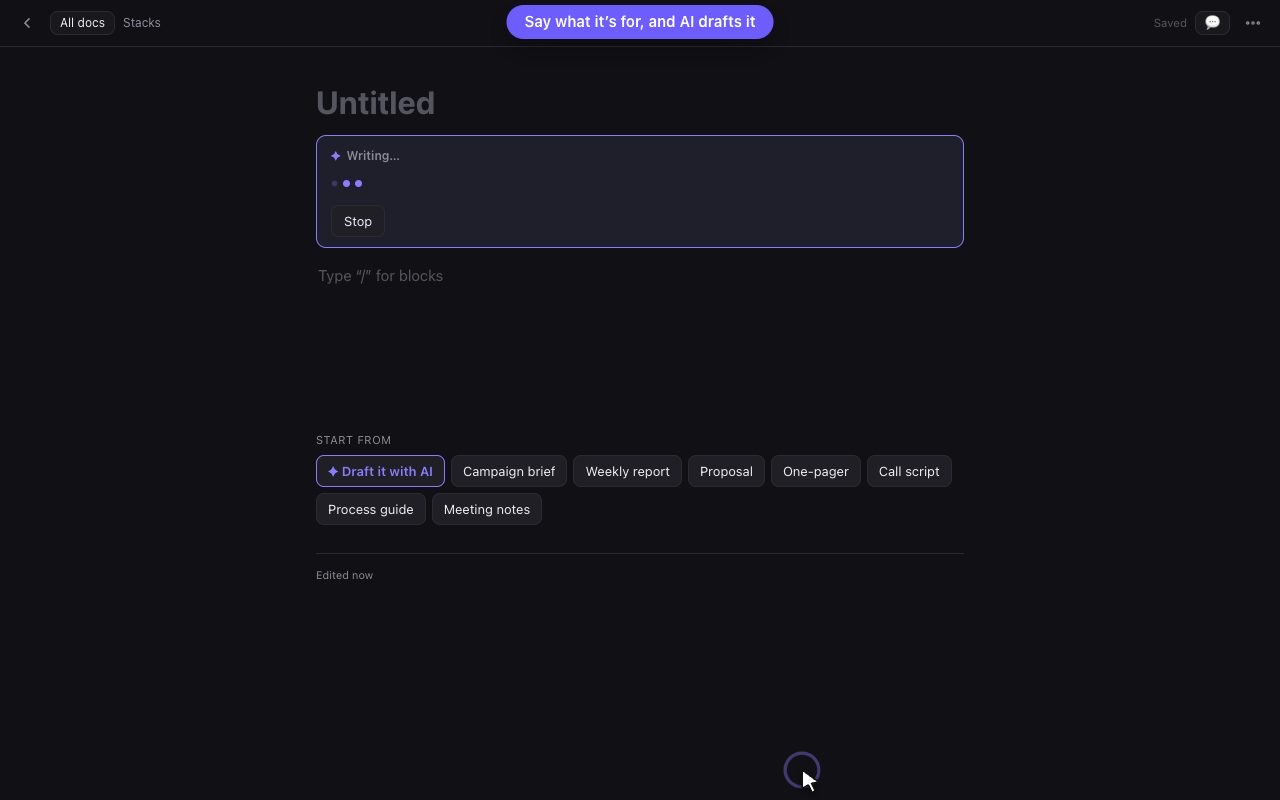 All docs Stacks Say what it’s for, and AI drafts it Saved
Untitled
Writing...
Stop
Type “/” for blocks
START FROM
Draft it with AI Campaign brief Weekly report Proposal One-pager Call script
Process guide Meeting notes
Edited now